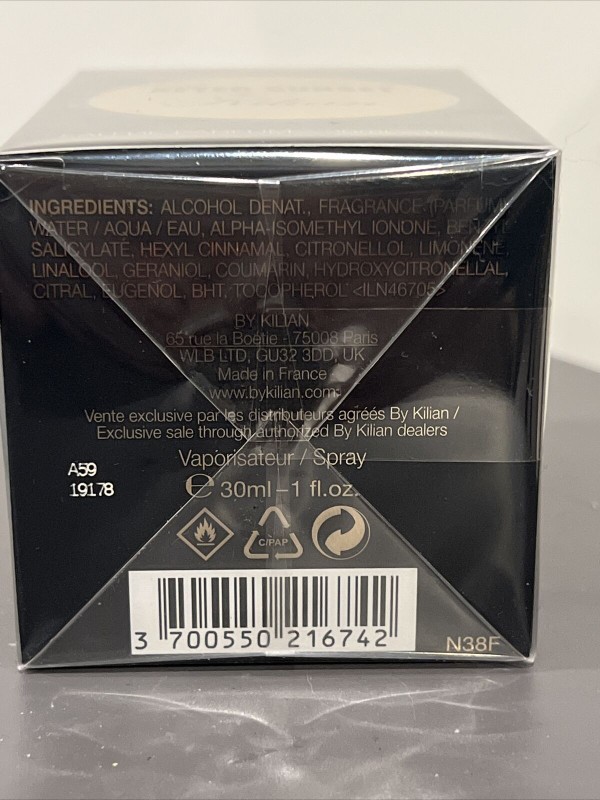 INGREDIENTS: ALCOHOL DENAT., FRAGRANCE (PARFUM),
WATER / AQUA / EAU, ALPHA-ISOMETHYL IONONE, BENZYL
SALICYLATE, HEXYL CINNAMAL, CITRONELLOL, LIMONENE,
LINALOOL, GERANIOL, COUMARIN, HYDROXYCITRONELLAL,
CITRAL, EUGENOL, BHT, TOCOPHEROL <ILN46705>
BY KILIAN
65 rue la Boétie - 75008 Paris
WLB LTD, GU32 3DD, UK
Made in France
www.bykilian.com
Vente exclusive par les distributeurs agréés By Kilian /
Exclusive sale through authorized By Kilian dealers
Vaporisateur / Spray
A59
19178
℮ 30ml – 1 fl.oz.
C/PAP
3 700550 216742
N38F